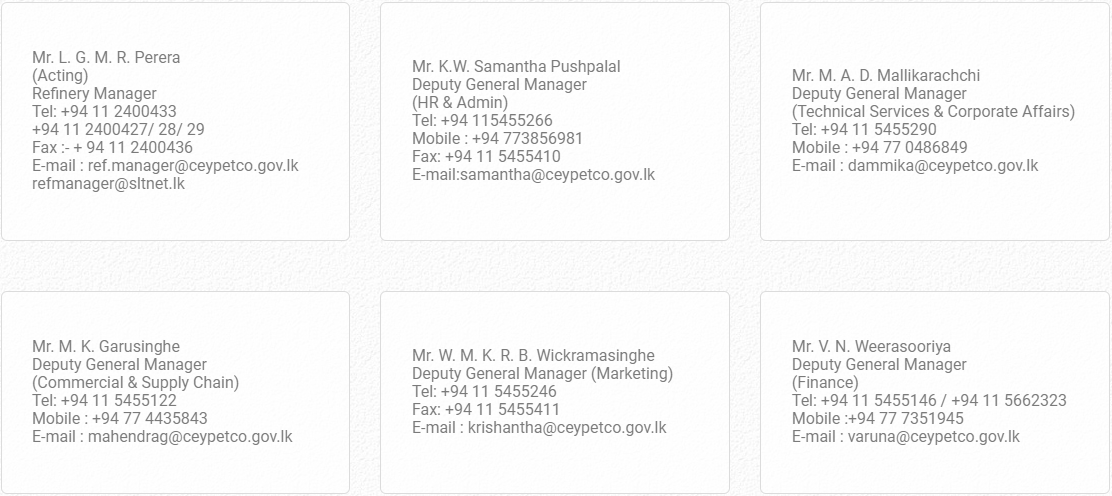 Mr. L. G. M. R. Perera
(Acting)
Refinery Manager
Tel: +94 11 2400433
+94 11 2400427/ 28/ 29
Fax :- + 94 11 2400436
E-mail : ref.manager@ceypetco.gov.lk
refmanager@sltnet.lk
Mr. K.W. Samantha Pushpalal
Deputy General Manager
(HR & Admin)
Tel: +94 115455266
Mobile : +94 773856981
Fax: +94 11 5455410
E-mail:samantha@ceypetco.gov.lk
Mr. M. A. D. Mallikarachchi
Deputy General Manager
(Technical Services & Corporate Affairs)
Tel: +94 11 5455290
Mobile : +94 77 0486849
E-mail : dammika@ceypetco.gov.lk
Mr. M. K. Garusinghe
Deputy General Manager
(Commercial & Supply Chain)
Tel: +94 11 5455122
Mobile : +94 77 4435843
E-mail : mahendrag@ceypetco.gov.lk
Mr. W. M. K. R. B. Wickramasinghe
Deputy General Manager (Marketing)
Tel: +94 11 5455246
Fax: +94 11 5455411
E-mail : krishantha@ceypetco.gov.lk
Mr. V. N. Weerasooriya
Deputy General Manager
(Finance)
Tel: +94 11 5455146 / +94 11 5662323
Mobile :+94 77 7351945
E-mail : varuna@ceypetco.gov.lk